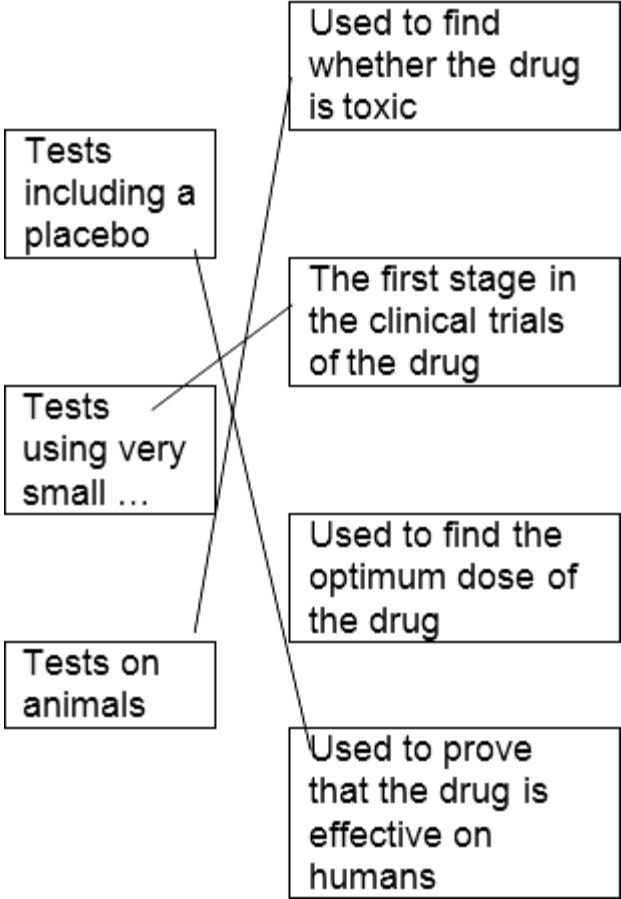 Tests
including a
placebo
Tests
using very
small …
Tests on
animals
Used to find
whether the drug
is toxic
The first stage in
the clinical trials
of the drug
Used to find the
optimum dose of
the drug
Used to prove
that the drug is
effective on
humans